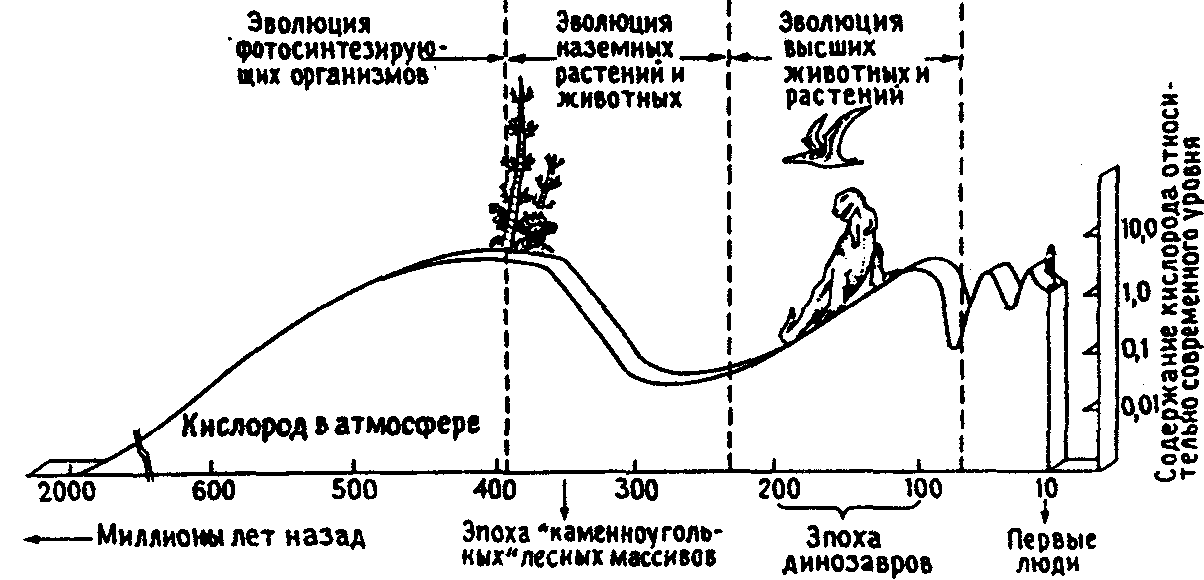 Эволюция
фотосинтезирую-
щих организмов
Эволюция
наземных
растений и
животных
Эволюция
высших
животных и
растений
Содержание кислорода относи-
тельно современного уровня
10,0
1,0
0,1
0,01
Кислород в атмосфере
2000 600 500 400 300 200 100 10
Миллионы лет назад
Эпоха "каменноуголь-
ных" лесных массивов
Эпоха
динозавров
Первые
люди